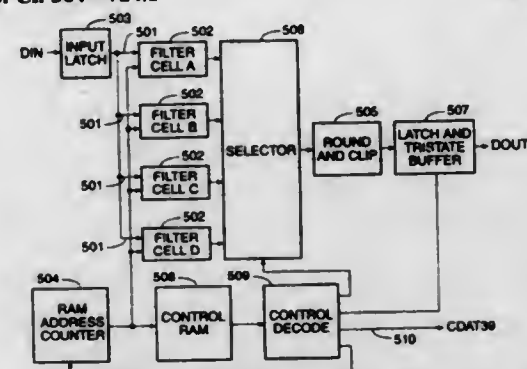 503
501
502
506
DIN
INPUT
LATCH
FILTER
CELL A
502
501
FILTER
CELL B
505
507
SELECTOR
ROUND
AND CLIP
LATCH AND
TRISTATE
BUFFER
DOUT
502
501
FILTER
CELL C
502
501
FILTER
CELL D
504
508
509
RAM
ADDRESS
COUNTER
CONTROL
RAM
CONTROL
DECODE
510
CDAT39